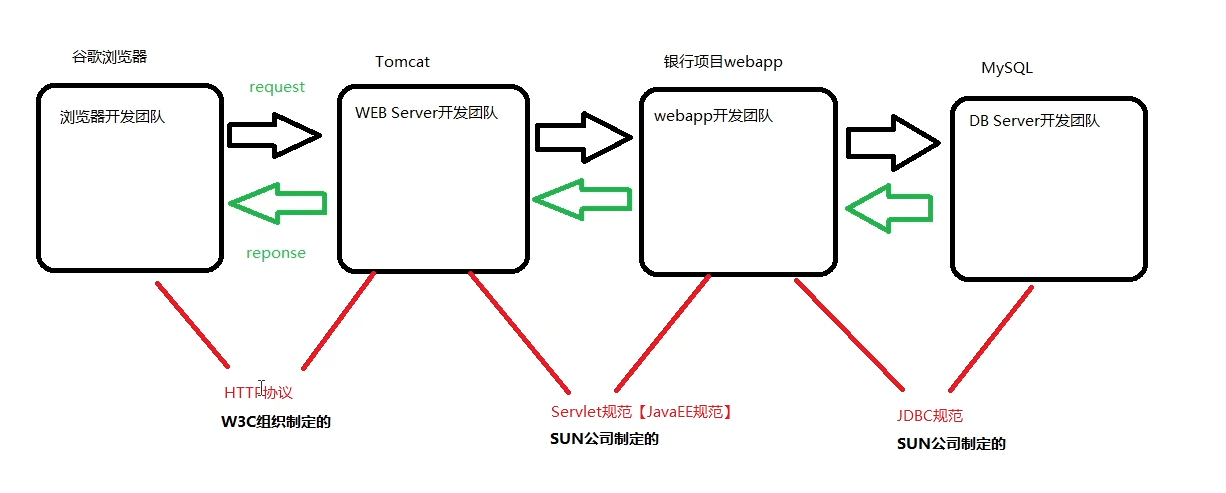 谷歌浏览器
Tomcat
银行项目webapp
MySQL
浏览器开发团队
request
WEB Server开发团队
webapp开发团队
DB Server开发团队
reponse
HTTP协议
W3C组织制定的
Servlet规范【JavaEE规范】
SUN公司制定的
JDBC规范
SUN公司制定的